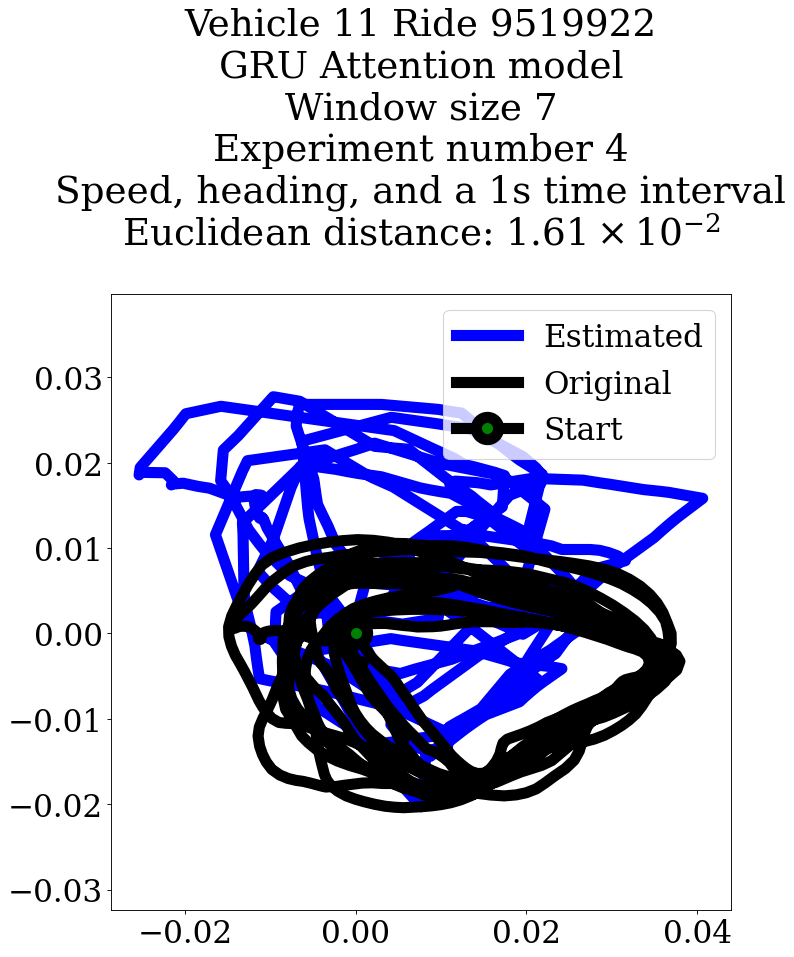 Vehicle 11 Ride 9519922
GRU Attention model
Window size 7
Experiment number 4
Speed, heading, and a 1s time interval
Euclidean distance: 1.61 × 10⁻²
Estimated
Original
Start
0.03
0.02
0.01
0.00
−0.01
−0.02
−0.03
−0.02
0.00
0.02
0.04